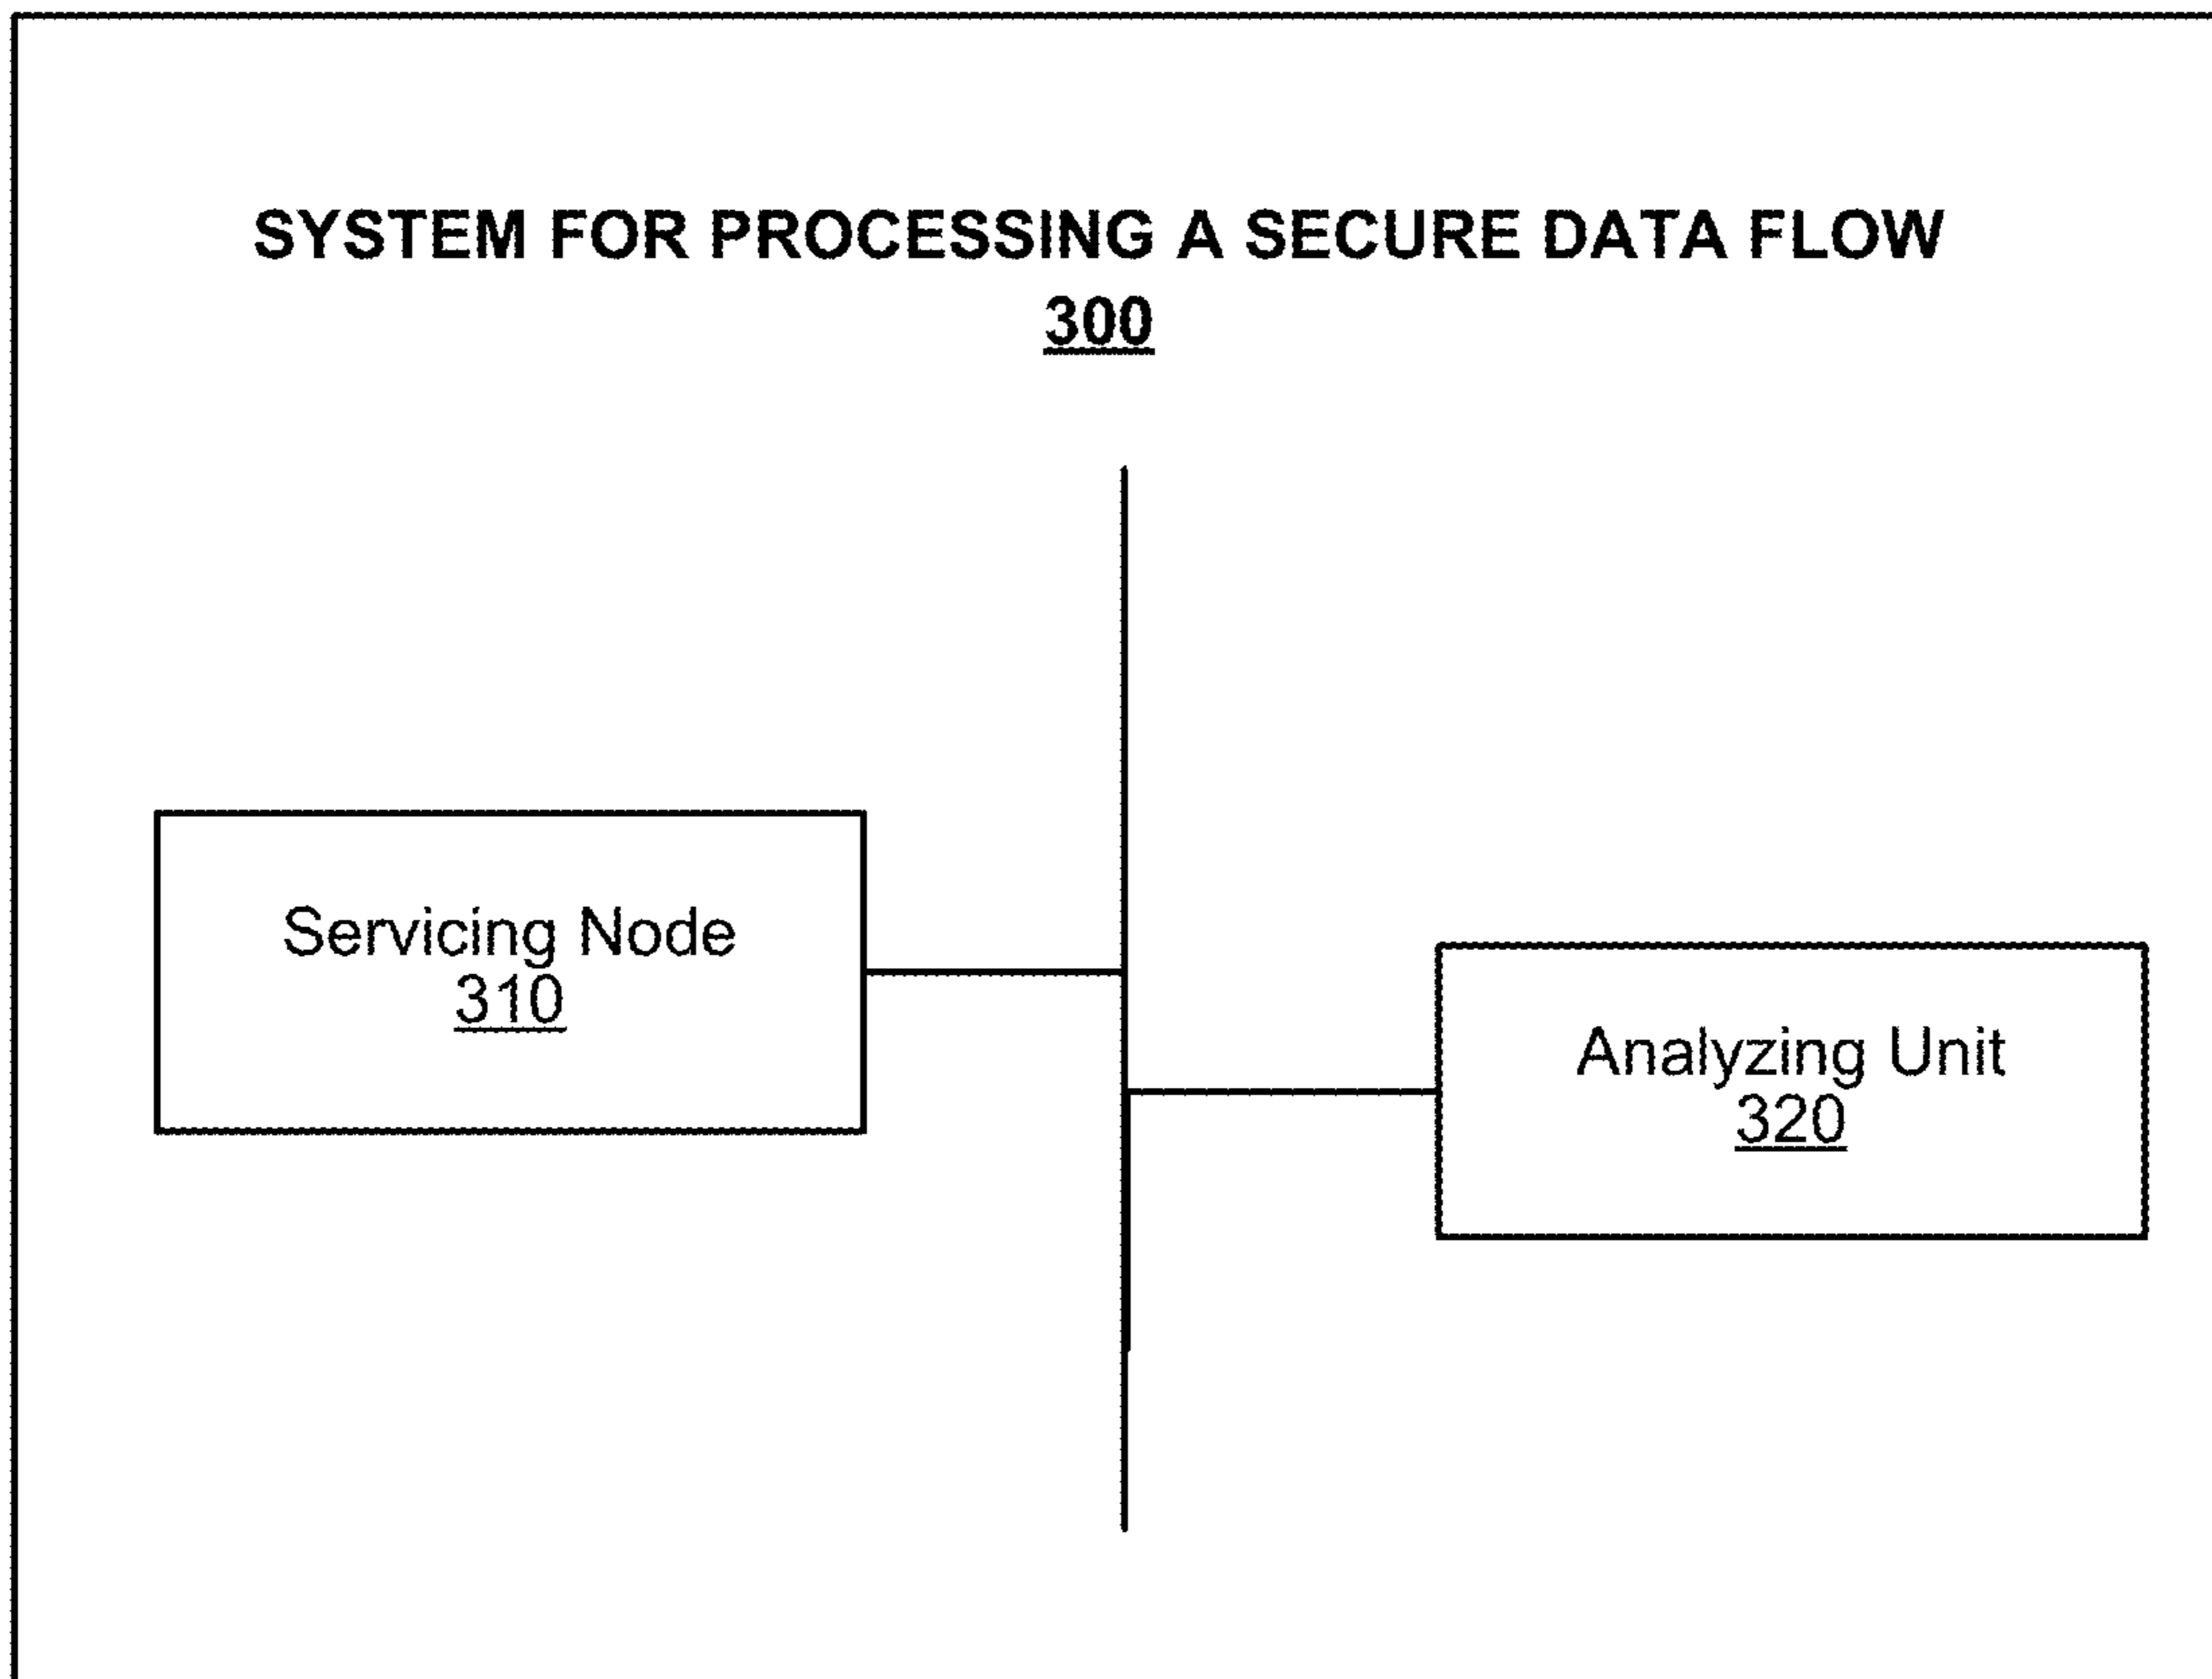 SYSTEM FOR PROCESSING A SECURE DATA FLOW
300
Servicing Node
310
Analyzing Unit
320